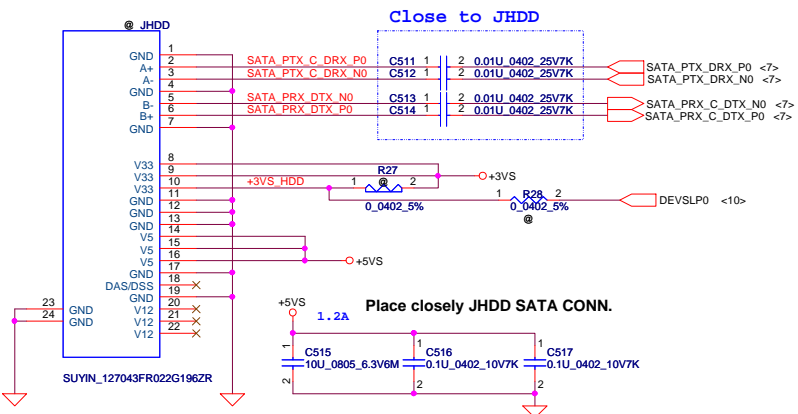 Close to JHDD
@ JHDD
GND 1
A+ 2 SATA_PTX_C_DRX_P0 C511 1 2 0.01U_0402_25V7K SATA_PTX_DRX_P0 <7>
A- 3 SATA_PTX_C_DRX_N0 C512 1 2 0.01U_0402_25V7K SATA_PTX_DRX_N0 <7>
GND 4
B- 5 SATA_PRX_DTX_N0 C513 1 2 0.01U_0402_25V7K SATA_PRX_C_DTX_N0 <7>
B+ 6 SATA_PRX_DTX_P0 C514 1 2 0.01U_0402_25V7K SATA_PRX_C_DTX_P0 <7>
GND 7
V33 8
V33 9 R27 +3VS
V33 10 +3VS_HDD 1 @ 2
GND 11 0_0402_5% 1 R28 2 DEVSLP0 <10>
GND 12 0_0402_5%
GND 13 @
V5 14
V5 15
V5 16 +5VS
GND 17
DAS/DSS 18
GND 19
V12 20
V12 21
V12 22
23 GND
24 GND
SUYIN_127043FR022G196ZR
+5VS
1.2A
Place closely JHDD SATA CONN.
1 C515 2
10U_0805_6.3V6M
1 C516 2
0.1U_0402_10V7K
1 C517 2
0.1U_0402_10V7K